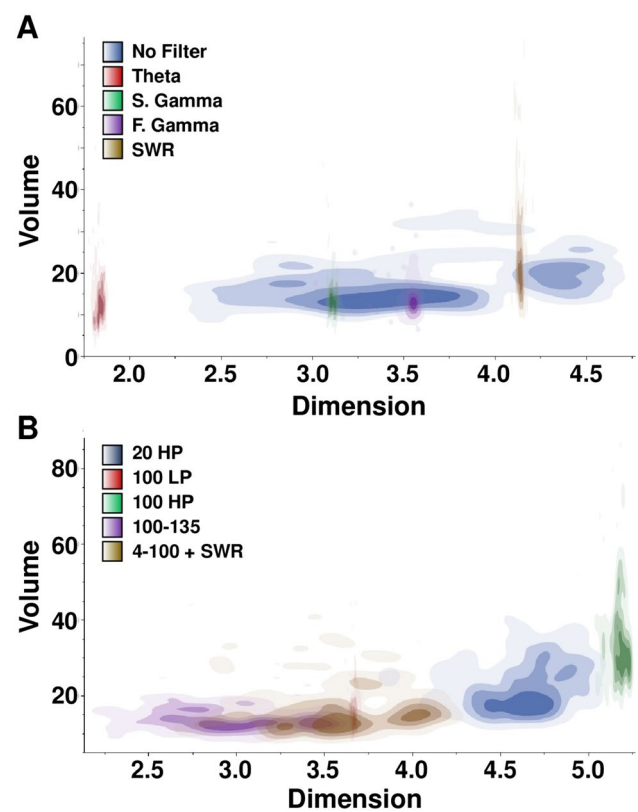 A
No Filter
Theta
S. Gamma
F. Gamma
SWR
60
40
20
0
Volume
2.0 2.5 3.0 3.5 4.0 4.5
Dimension
B
20 HP
100 LP
100 HP
100-135
4-100 + SWR
80
60
40
20
Volume
2.5 3.0 3.5 4.0 4.5 5.0
Dimension